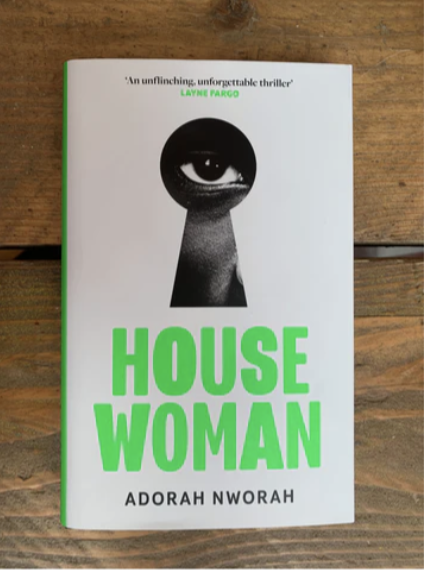 'An unflinching, unforgettable thriller'
LAYNE FARGO
HOUSE
WOMAN
ADORAH NWORAH